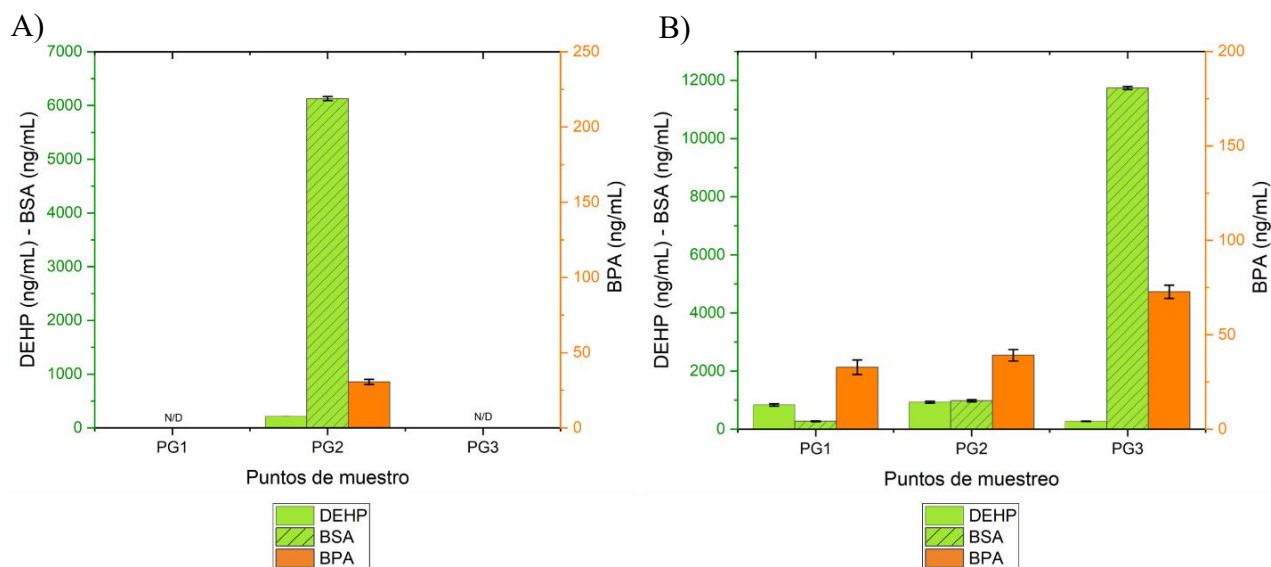 A)
DEHP (ng/mL) - BSA (ng/mL)
7000
6000
5000
4000
3000
2000
1000
0
250
200
150
100
50
0
BPA (ng/mL)
N/D
N/D
PG1
PG2
PG3
Puntos de muestro
DEHP
BSA
BPA
B)
DEHP (ng/mL) - BSA (ng/mL)
12000
10000
8000
6000
4000
2000
0
200
150
100
50
0
BPA (ng/mL)
PG1
PG2
PG3
Puntos de muestreo
DEHP
BSA
BPA